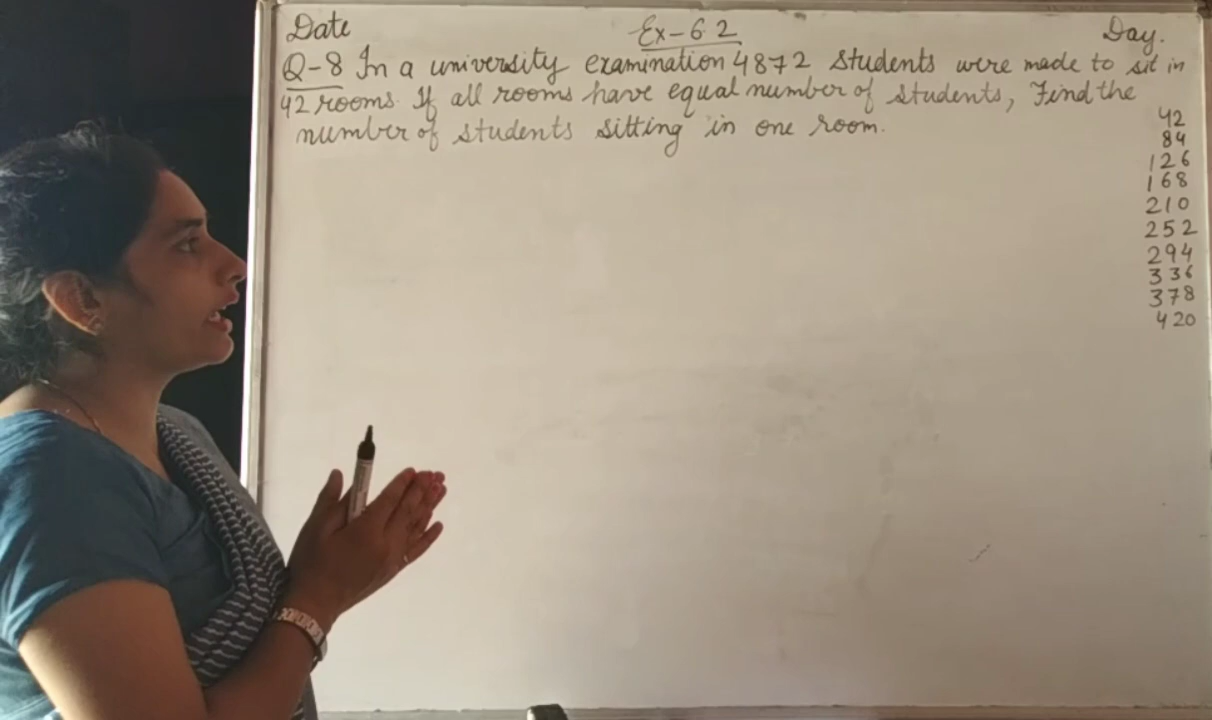 Date Ex-6.2 Day.
Q-8 In a university examination 4872 students were made to sit in
42 rooms. If all rooms have equal number of students, Find the
number of students sitting in one room.
42
84
126
168
210
252
294
336
378
420